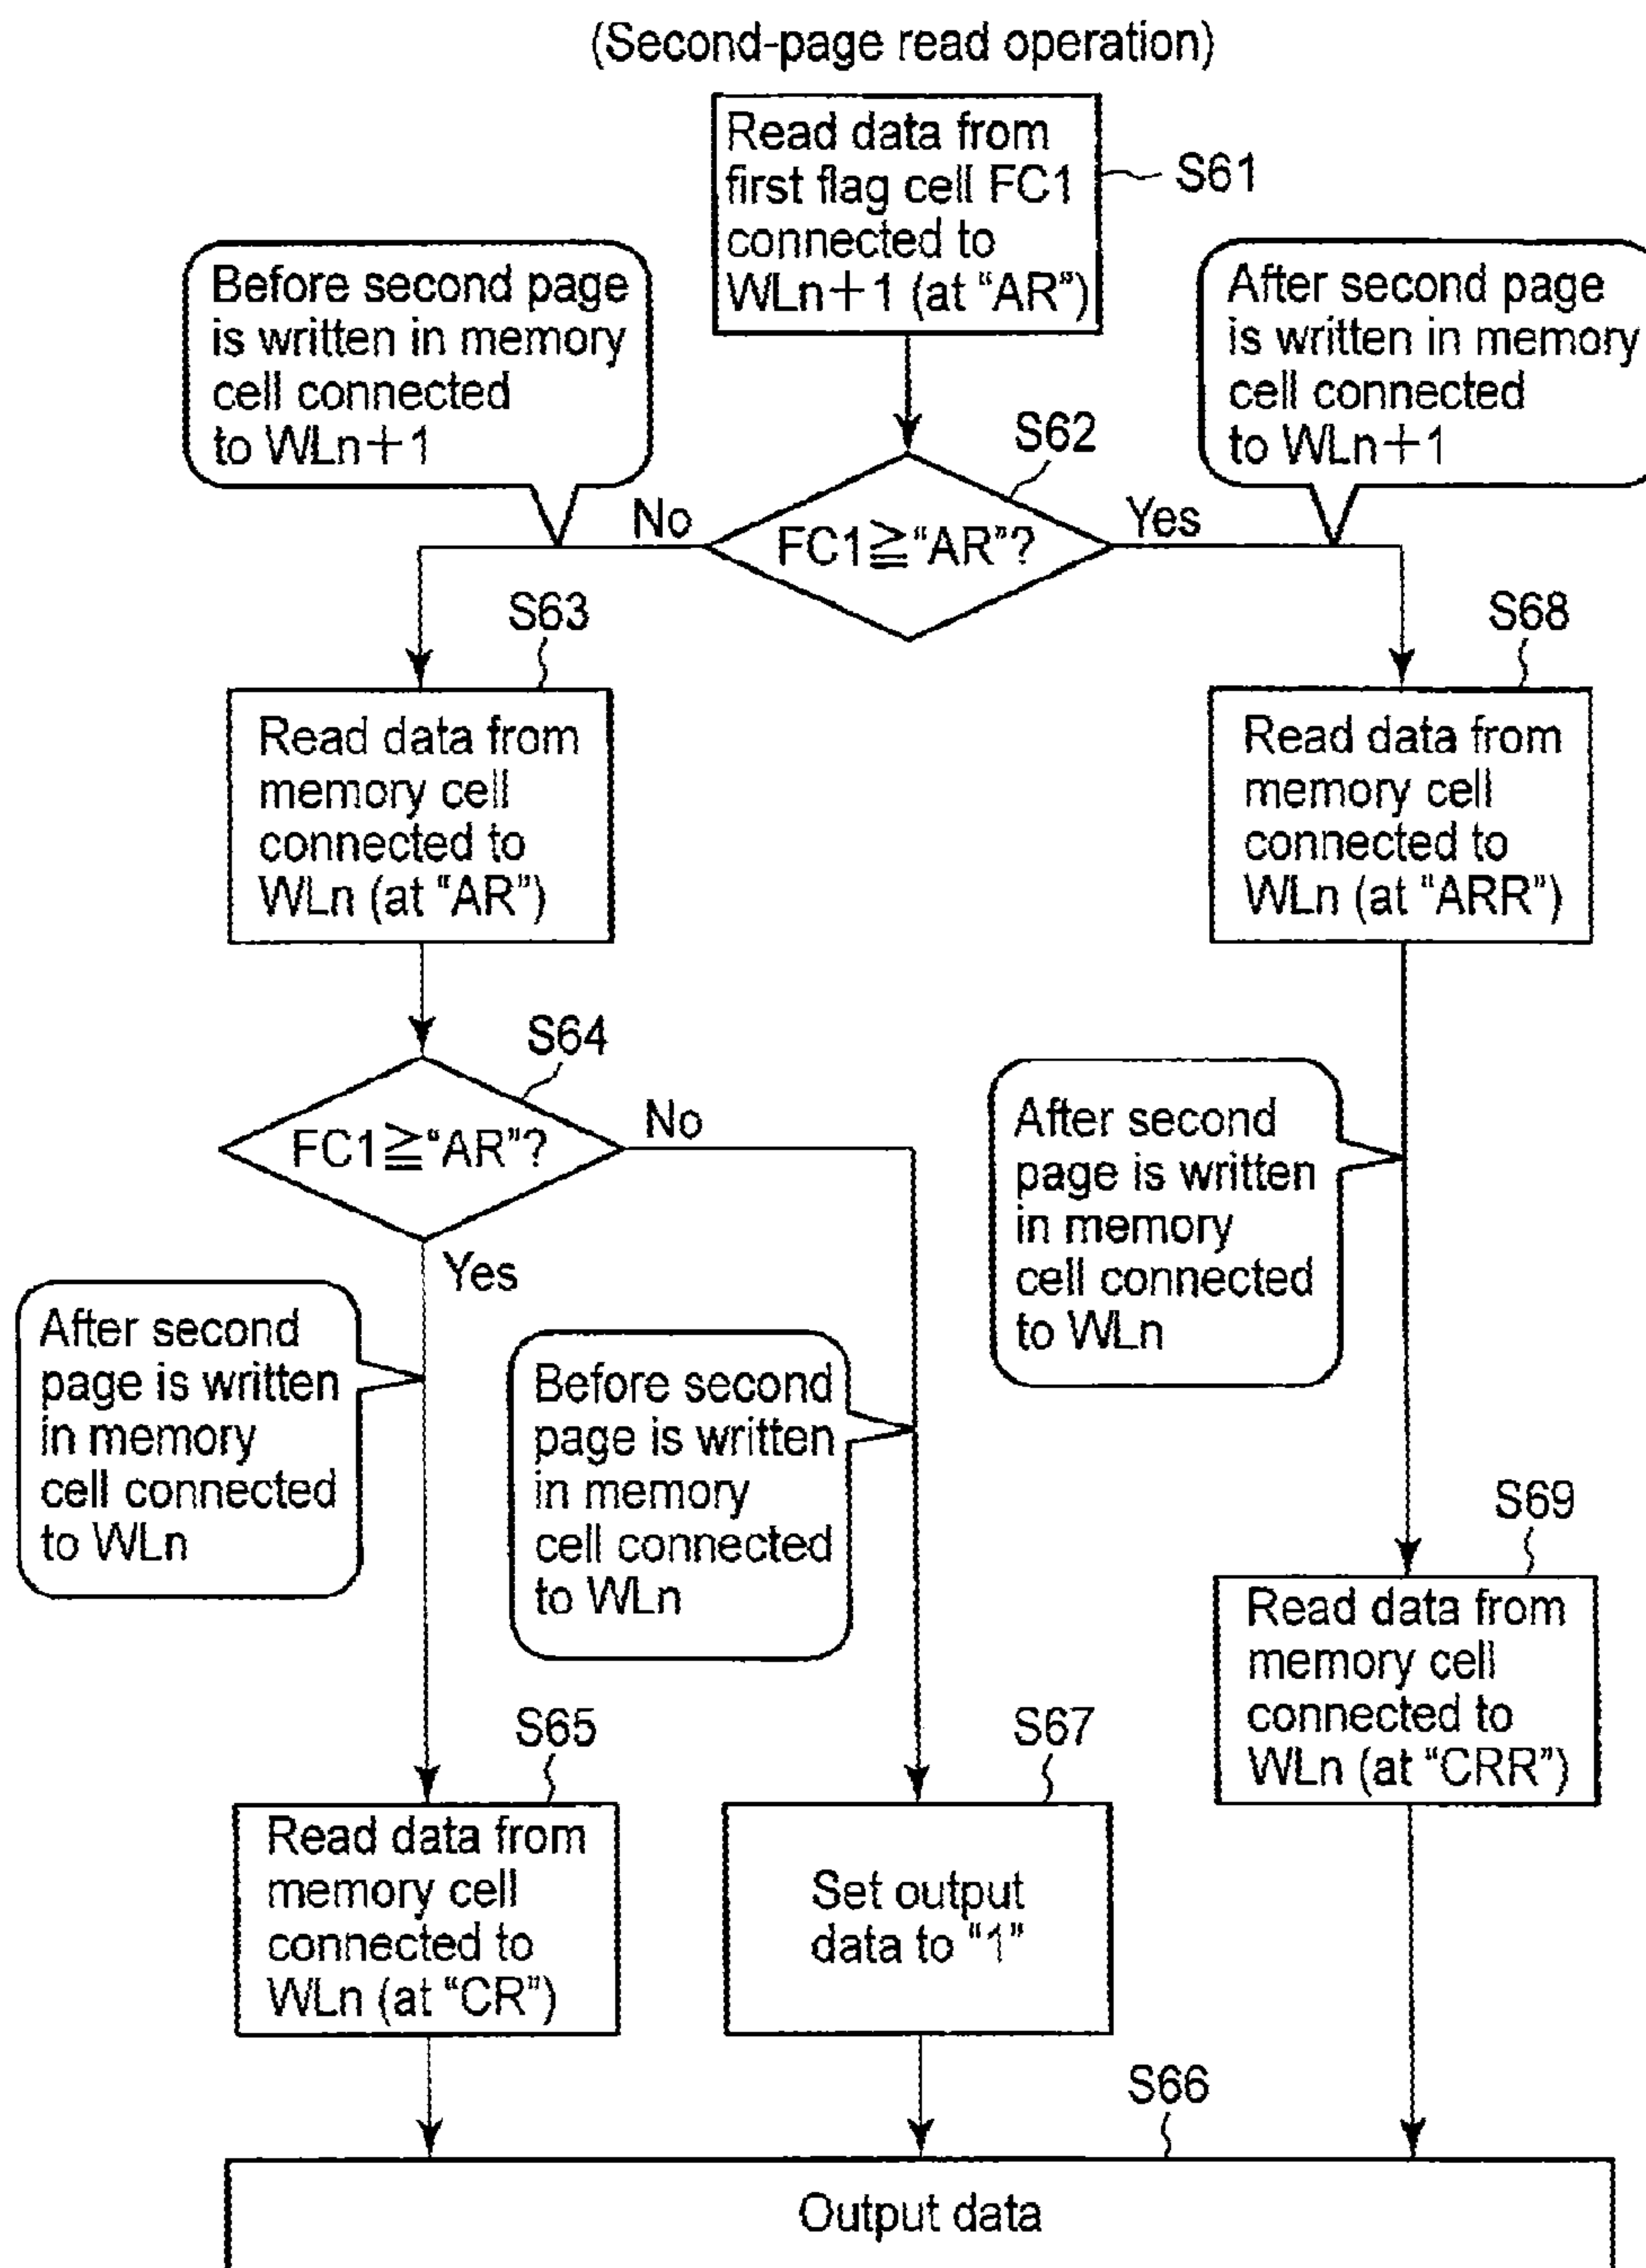 (Second-page read operation)
Read data from
first flag cell FC1
connected to
WLn+1 (at "AR")
S61
Before second page
is written in memory
cell connected
to WLn+1
After second page
is written in memory
cell connected
to WLn+1
S62
No
FC1≧"AR"?
Yes
S63
Read data from
memory cell
connected to
WLn (at "AR")
S68
Read data from
memory cell
connected to
WLn (at "ARR")
S64
FC1≧"AR"?
No
Yes
After second
page is written
in memory
cell connected
to WLn
After second
page is written
in memory
cell connected
to WLn
Before second
page is written
in memory
cell connected
to WLn
S69
Read data from
memory cell
connected to
WLn (at "CRR")
S65
Read data from
memory cell
connected to
WLn (at "CR")
S67
Set output
data to "1"
S66
Output data